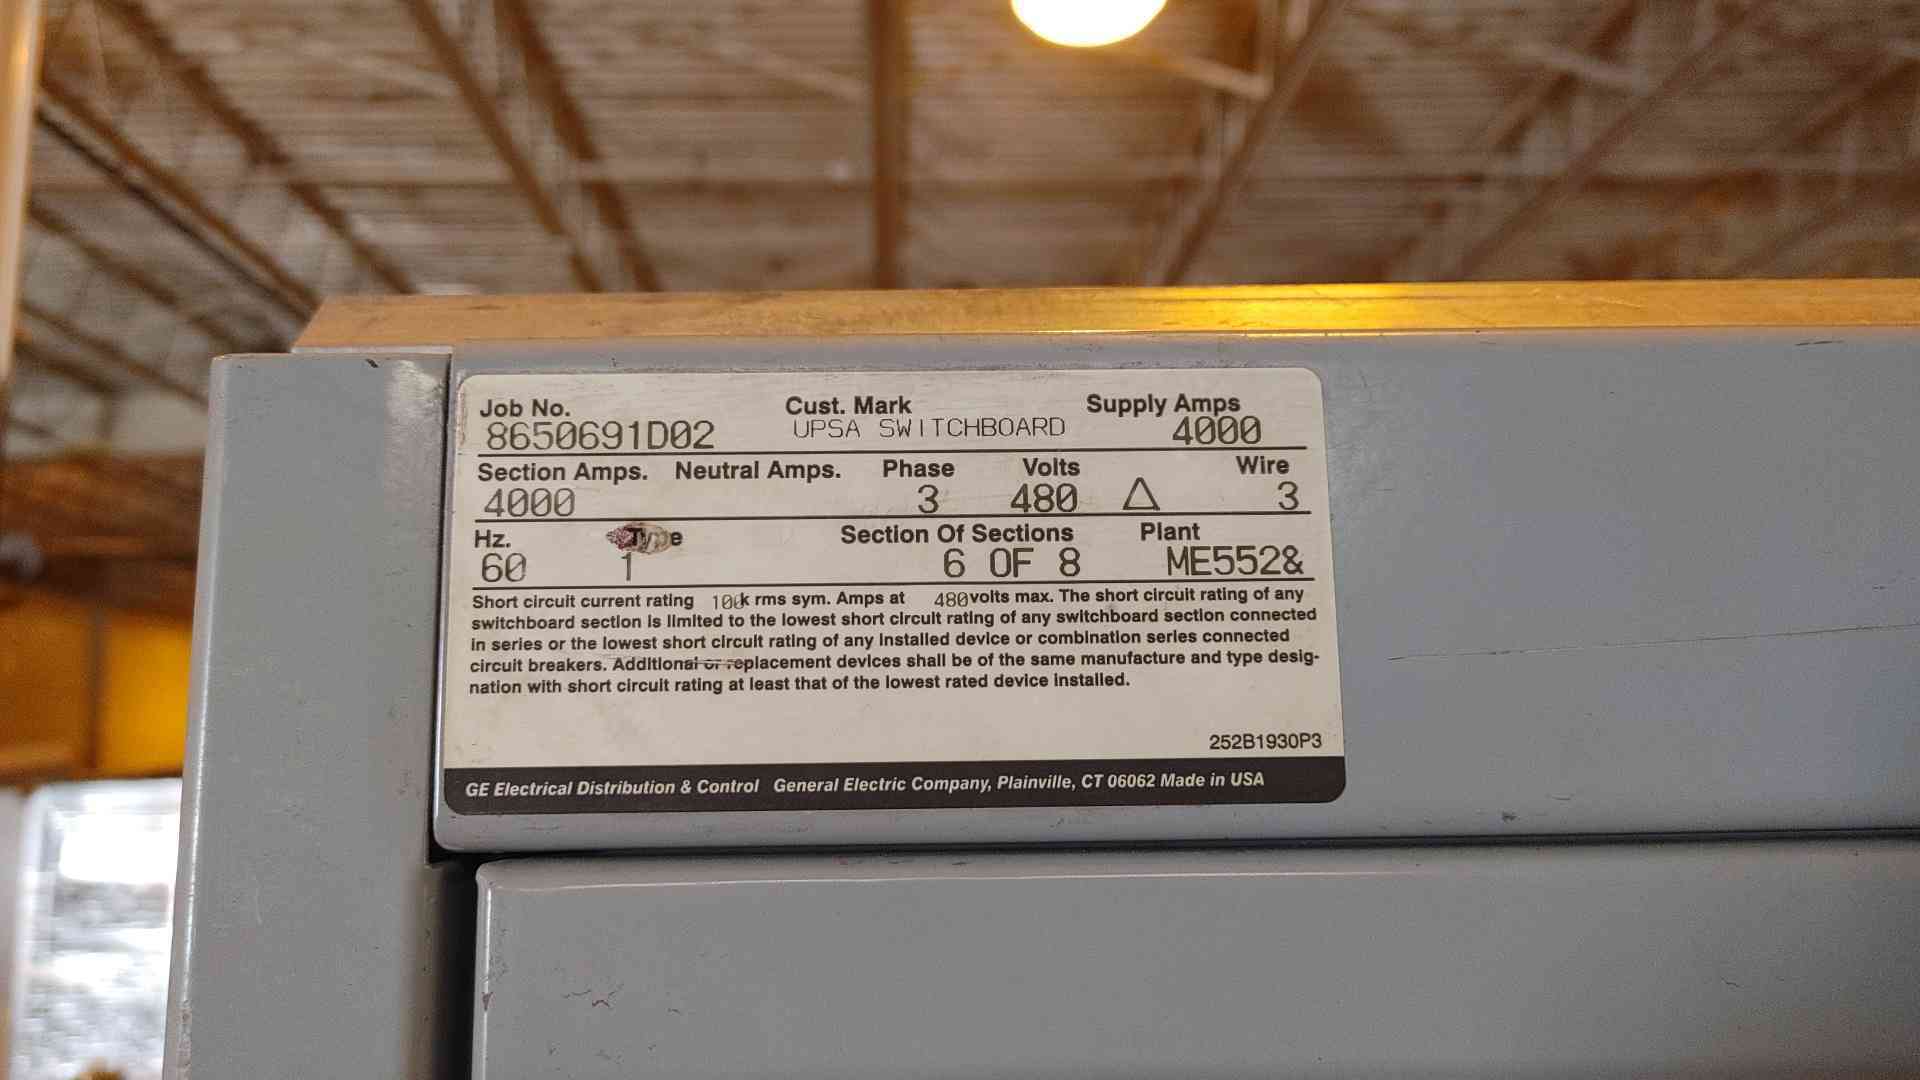 Job No. Cust. Mark Supply Amps
8650691D02 UPSA SWITCHBOARD 4000
Section Amps. Neutral Amps. Phase Volts Wire
4000 3 480 Δ 3
Hz. Type Section Of Sections Plant
60 1 6 OF 8 ME552&
Short circuit current rating 100k rms sym. Amps at 480 volts max. The short circuit rating of any
switchboard section is limited to the lowest short circuit rating of any switchboard section connected
in series or the lowest short circuit rating of any installed device or combination series connected
circuit breakers. Additional or replacement devices shall be of the same manufacture and type desig-
nation with short circuit rating at least that of the lowest rated device installed.
252B1930P3
GE Electrical Distribution & Control General Electric Company, Plainville, CT 06062 Made in USA